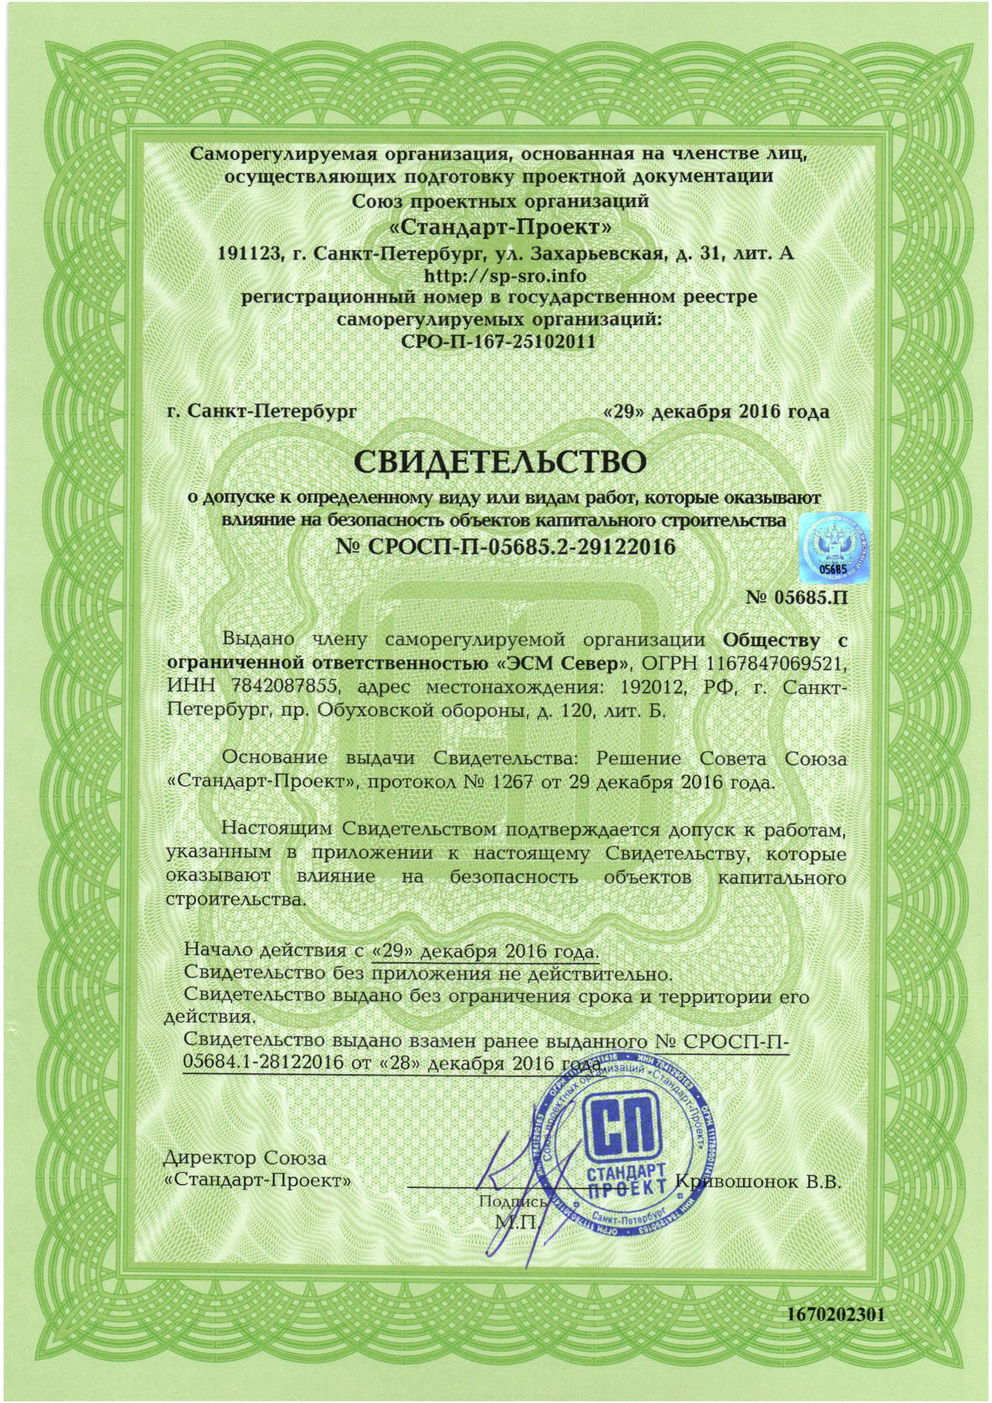 Саморегулируемая организация, основанная на членстве лиц,
осуществляющих подготовку проектной документации
Союз проектных организаций
«Стандарт-Проект»
191123, г. Санкт-Петербург, ул. Захарьевская, д. 31, лит. А
http://sp-sro.info
регистрационный номер в государственном реестре
саморегулируемых организаций:
СРО-П-167-25102011
г. Санкт-Петербург «29» декабря 2016 года
СВИДЕТЕЛЬСТВО
о допуске к определенному виду или видам работ, которые оказывают
влияние на безопасность объектов капитального строительства
№ СРОСП-П-05685.2-29122016
05685
№ 05685.П
Выдано члену саморегулируемой организации Обществу с
ограниченной ответственностью «ЭСМ Север», ОГРН 1167847069521,
ИНН 7842087855, адрес местонахождения: 192012, РФ, г. Санкт-
Петербург, пр. Обуховской обороны, д. 120, лит. Б.
Основание выдачи Свидетельства: Решение Совета Союза
«Стандарт-Проект», протокол № 1267 от 29 декабря 2016 года.
Настоящим Свидетельством подтверждается допуск к работам,
указанным в приложении к настоящему Свидетельству, которые
оказывают влияние на безопасность объектов капитального
строительства.
Начало действия с «29» декабря 2016 года.
Свидетельство без приложения не действительно.
Свидетельство выдано без ограничения срока и территории его
действия.
Свидетельство выдано взамен ранее выданного № СРОСП-П-
05684.1-28122016 от «28» декабря 2016 года.
Директор Союза
«Стандарт-Проект» Кривошонок В.В.
Подпись
М.П.
Союз проектных организаций «Стандарт-Проект»
СП
СТАНДАРТ
ПРОЕКТ
Санкт-Петербург
1670202301